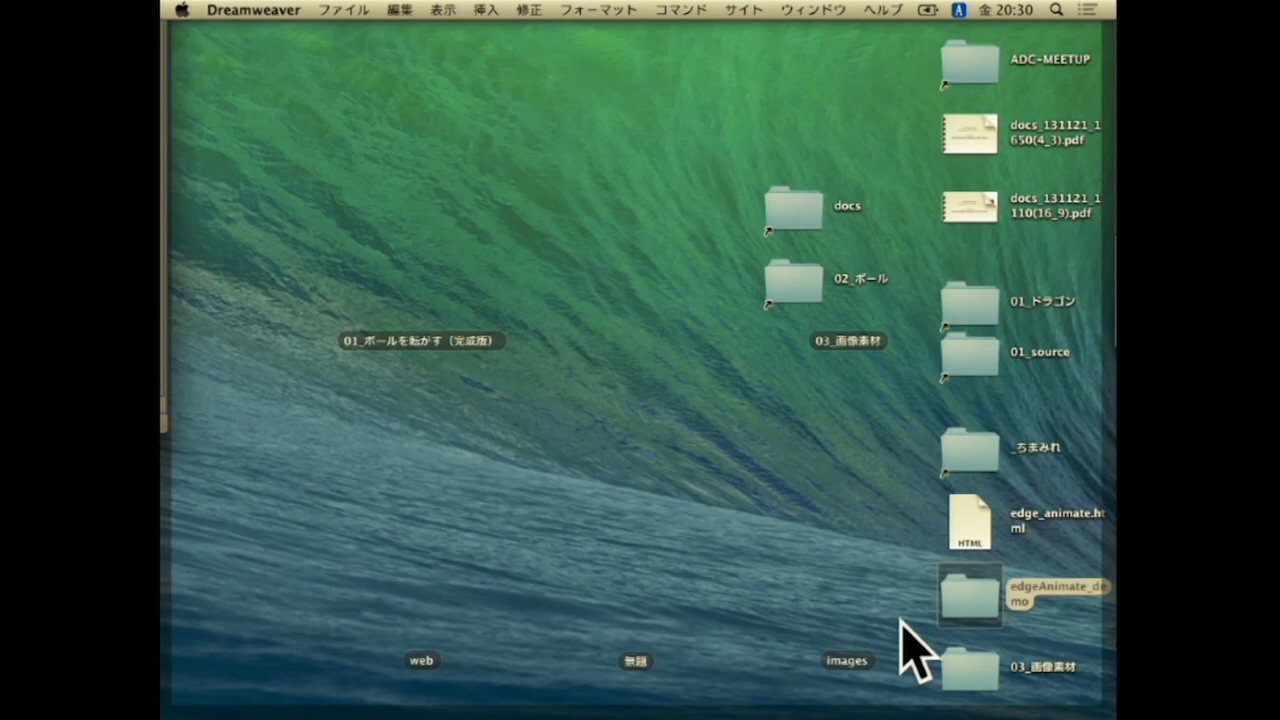 Dreamweaver ファイル 編集 表示 挿入 修正 フォーマット コマンド サイト ウィンドウ ヘルプ A 金 20:30
ADC-MEETUP
docs_131121_1
650(4_3).pdf
docs
docs_131121_1
110(16_9).pdf
02_ボール
01_ドラゴン
01_ボールを転がす（完成版）
03_画像素材
01_source
_ちまみれ
edge_animate.ht
ml
HTML
edgeAnimate_de
mo
web
無題
images
03_画像素材